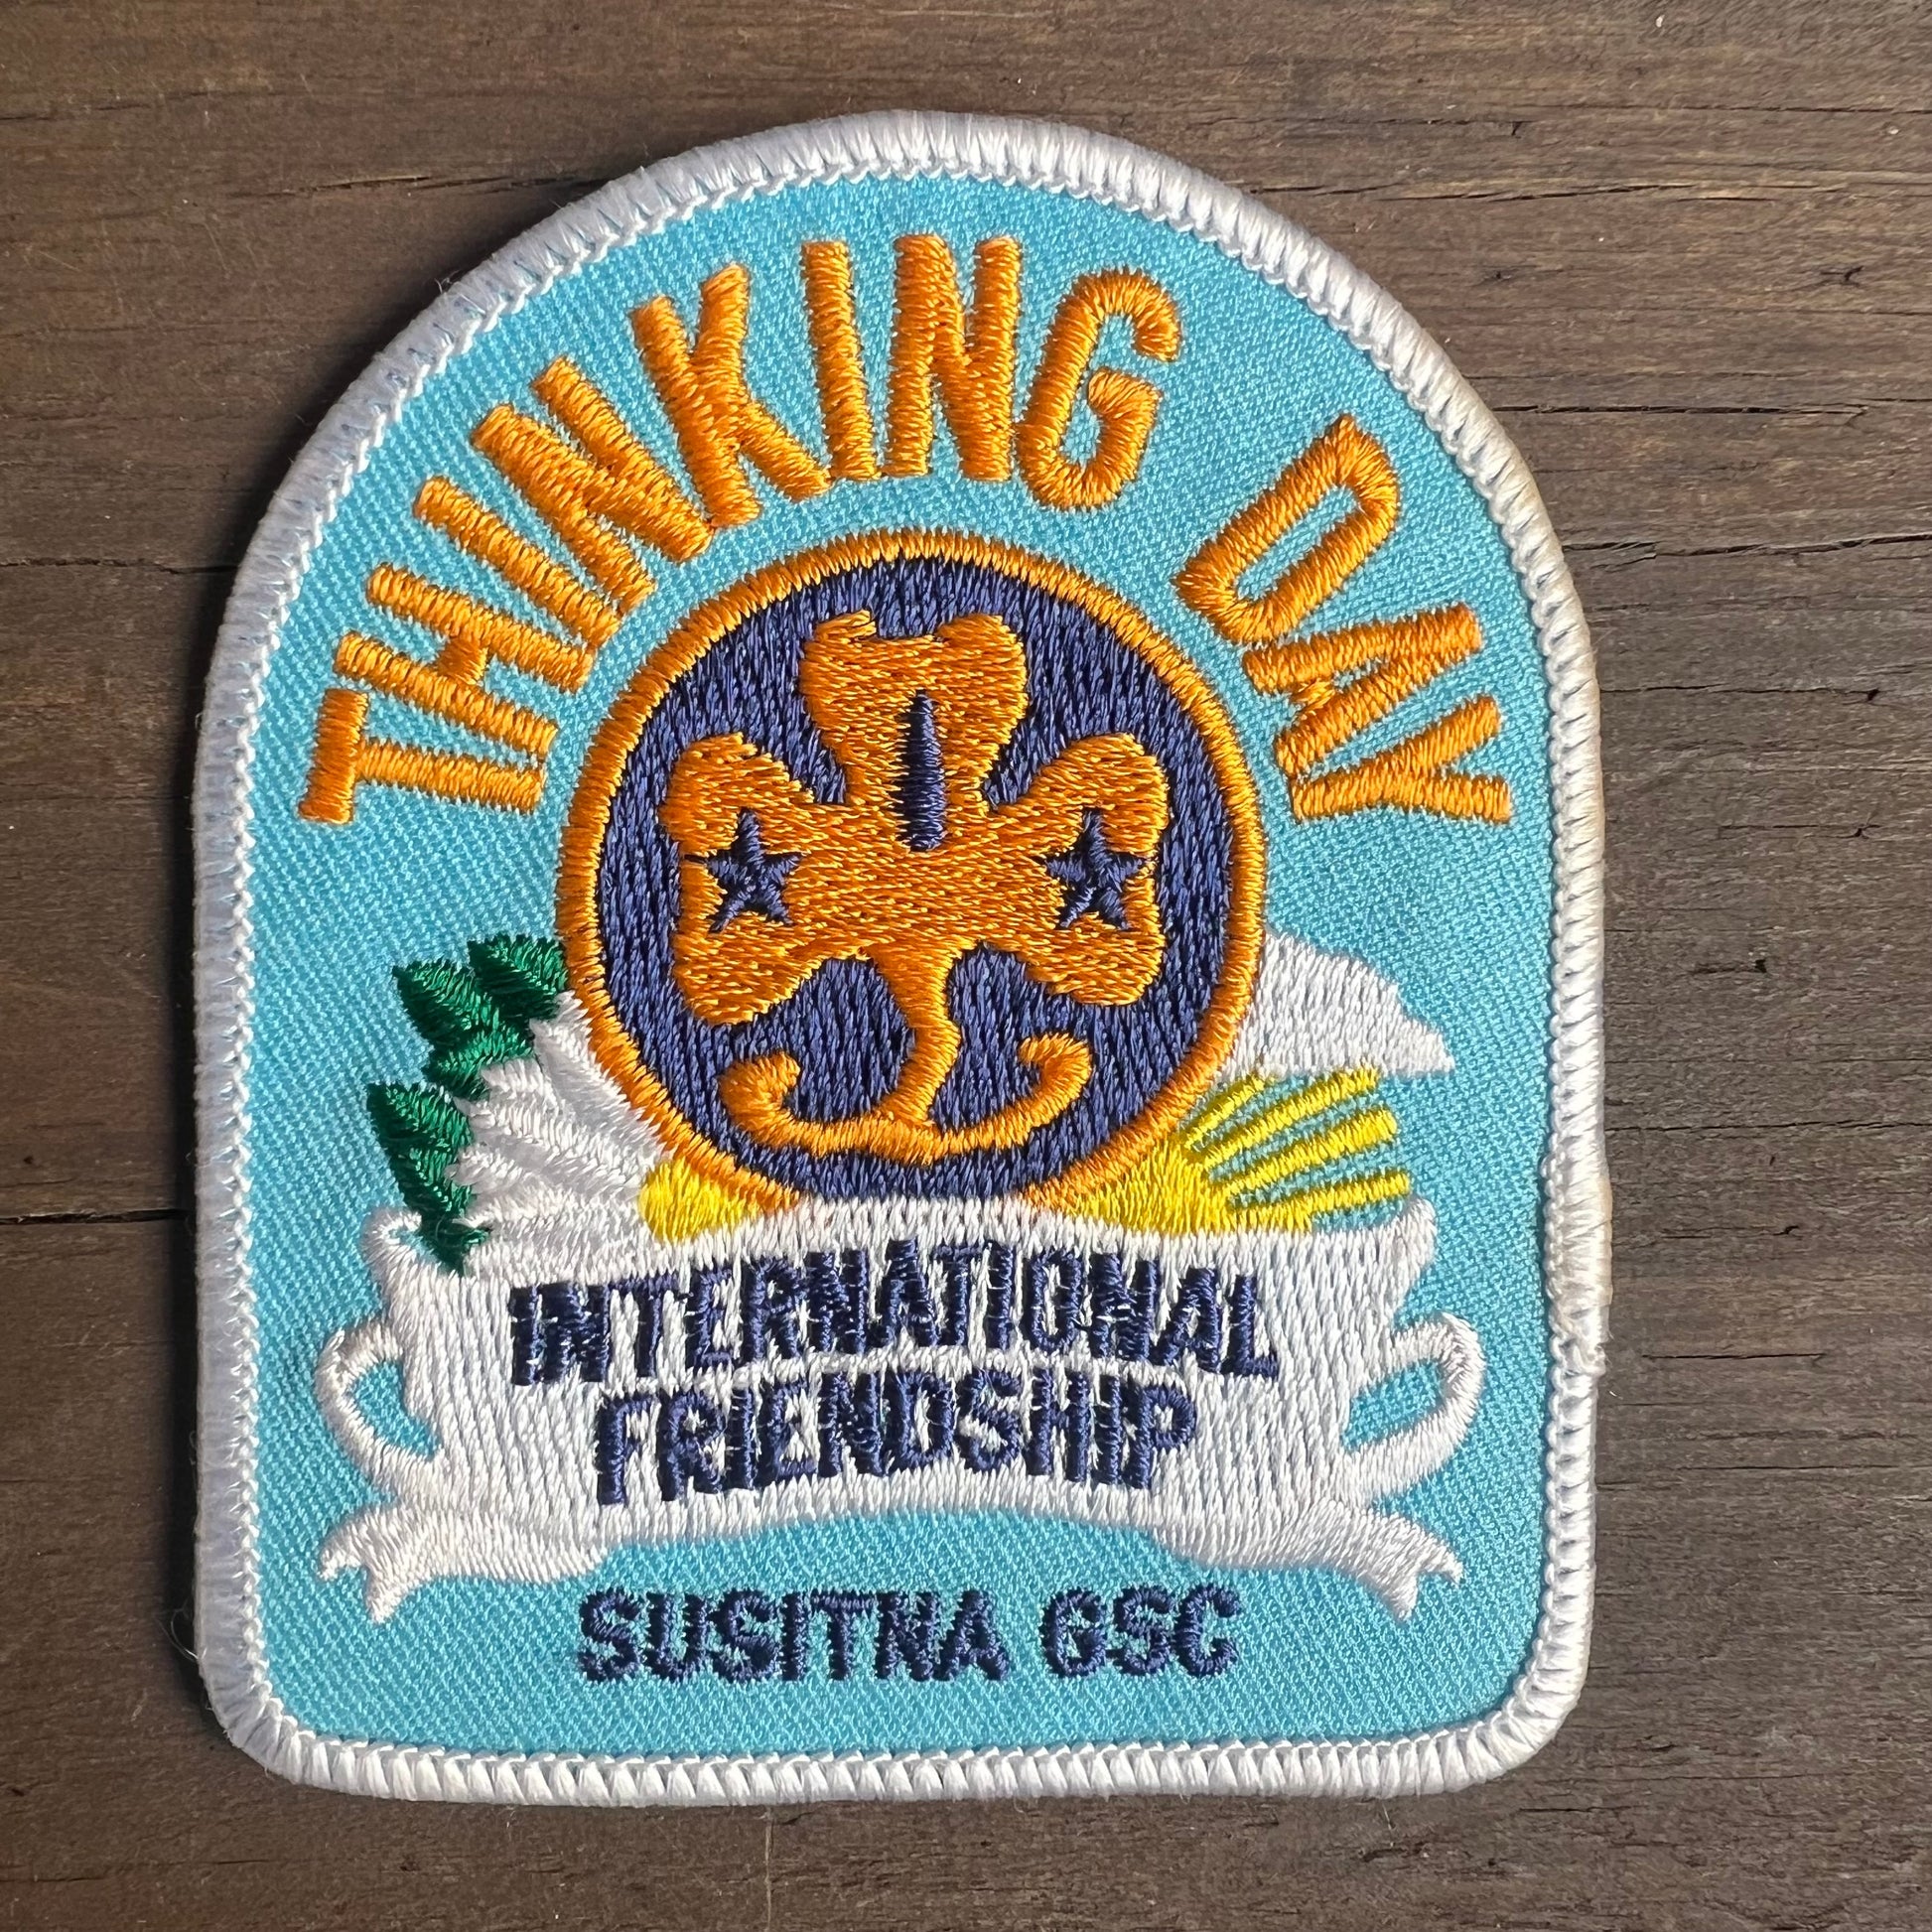 THINKING DAY
INTERNATIONAL
FRIENDSHIP
SUSITNA GSC